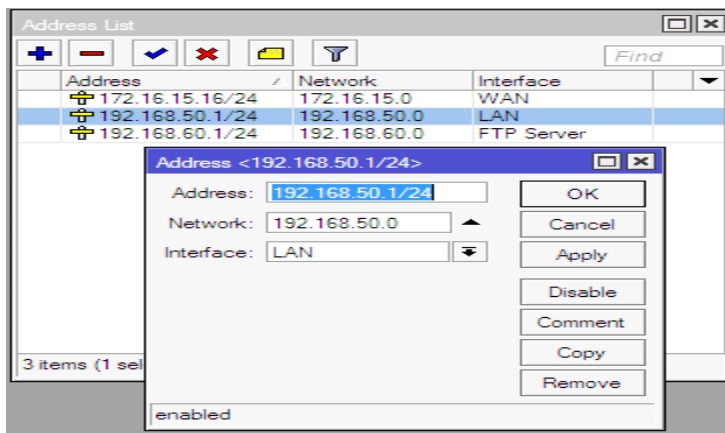 Address List
Find
Address / Network Interface
172.16.15.16/24 172.16.15.0 WAN
192.168.50.1/24 192.168.50.0 LAN
192.168.60.1/24 192.168.60.0 FTP Server
Address <192.168.50.1/24>
Address: 192.168.50.1/24 OK
Network: 192.168.50.0 Cancel
Interface: LAN Apply
Disable
Comment
Copy
Remove
3 items (1 sel
enabled